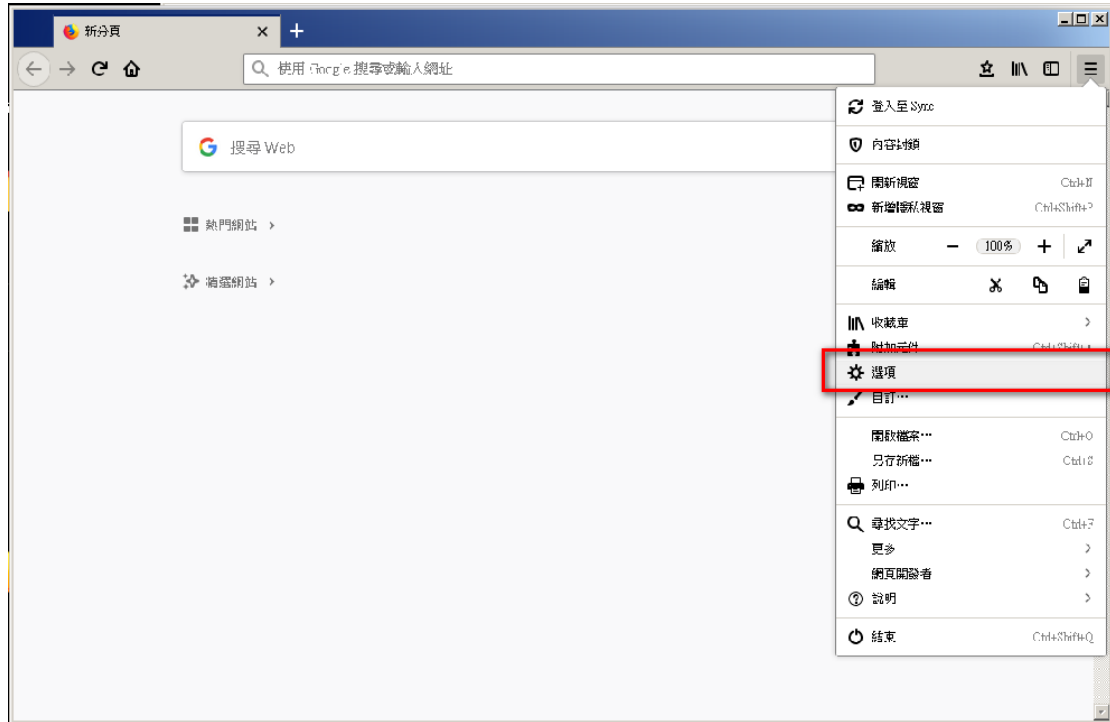 新分頁
使用 Google 搜尋或輸入網址
登入至 Sync
搜尋 Web
內容封鎖
開新視窗 Ctrl+N
新增隱私視窗 Ctrl+Shift+P
熱門網站
縮放 100%
精選網站
編輯
收藏庫
附加元件 Ctrl+Shift+A
選項
自訂…
開啟檔案… Ctrl+O
另存新檔… Ctrl+S
列印…
尋找文字… Ctrl+F
更多
網頁開發者
說明
結束 Ctrl+Shift+Q